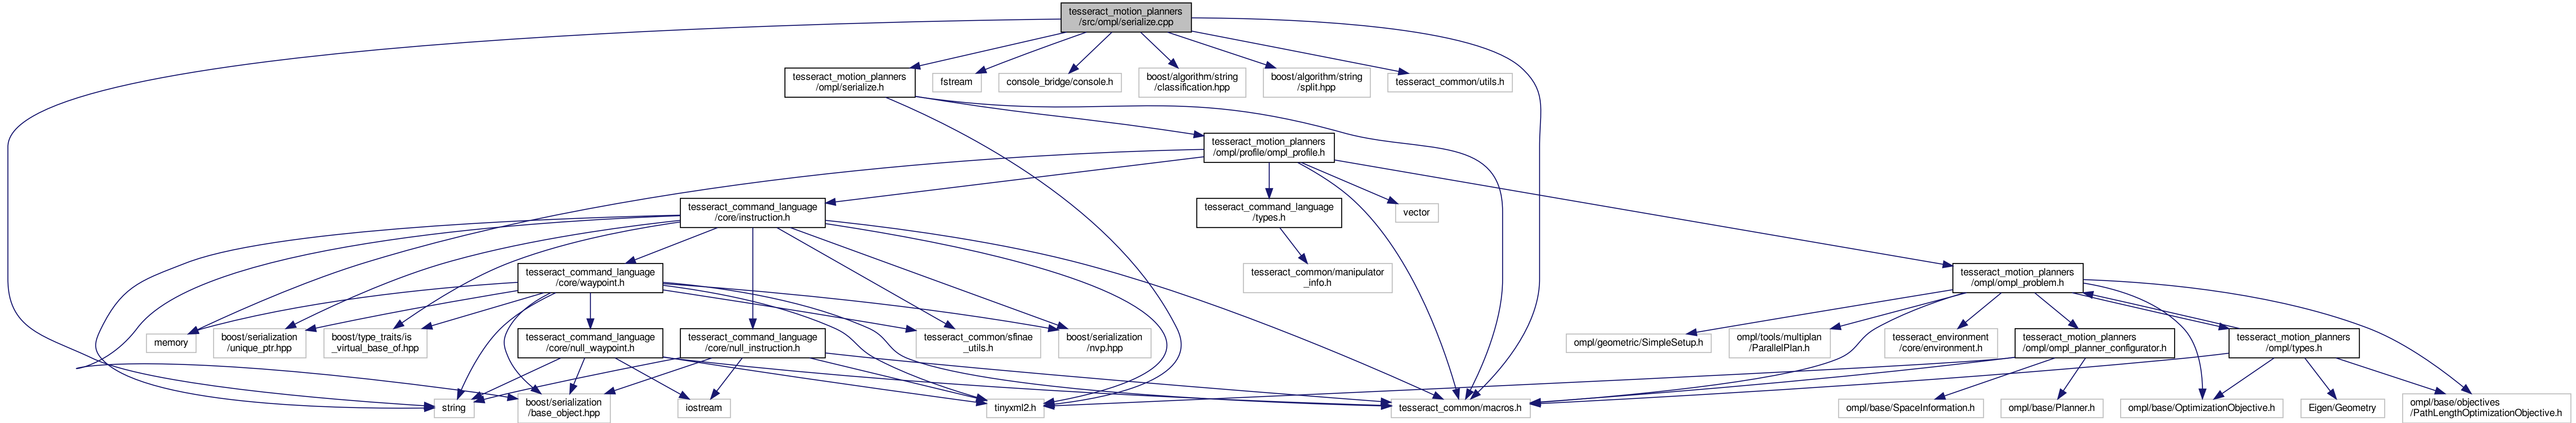 tesseract_motion_planners
/src/ompl/serialize.cpp
tesseract_motion_planners
/ompl/serialize.h
fstream
console_bridge/console.h
boost/algorithm/string
/classification.hpp
boost/algorithm/string
/split.hpp
tesseract_common/utils.h
tesseract_motion_planners
/ompl/profile/ompl_profile.h
tesseract_command_language
/core/instruction.h
tesseract_command_language
/types.h
vector
tesseract_command_language
/core/waypoint.h
tesseract_common/manipulator
_info.h
tesseract_motion_planners
/ompl/ompl_problem.h
memory
boost/serialization
/unique_ptr.hpp
boost/type_traits/is
_virtual_base_of.hpp
tesseract_command_language
/core/null_waypoint.h
tesseract_command_language
/core/null_instruction.h
tesseract_common/sfinae
_utils.h
boost/serialization
/nvp.hpp
ompl/geometric/SimpleSetup.h
ompl/tools/multiplan
/ParallelPlan.h
tesseract_environment
/core/environment.h
tesseract_motion_planners
/ompl/ompl_planner_configurator.h
tesseract_motion_planners
/ompl/types.h
string
boost/serialization
/base_object.hpp
iostream
tinyxml2.h
tesseract_common/macros.h
ompl/base/SpaceInformation.h
ompl/base/Planner.h
ompl/base/OptimizationObjective.h
Eigen/Geometry
ompl/base/objectives
/PathLengthOptimizationObjective.h